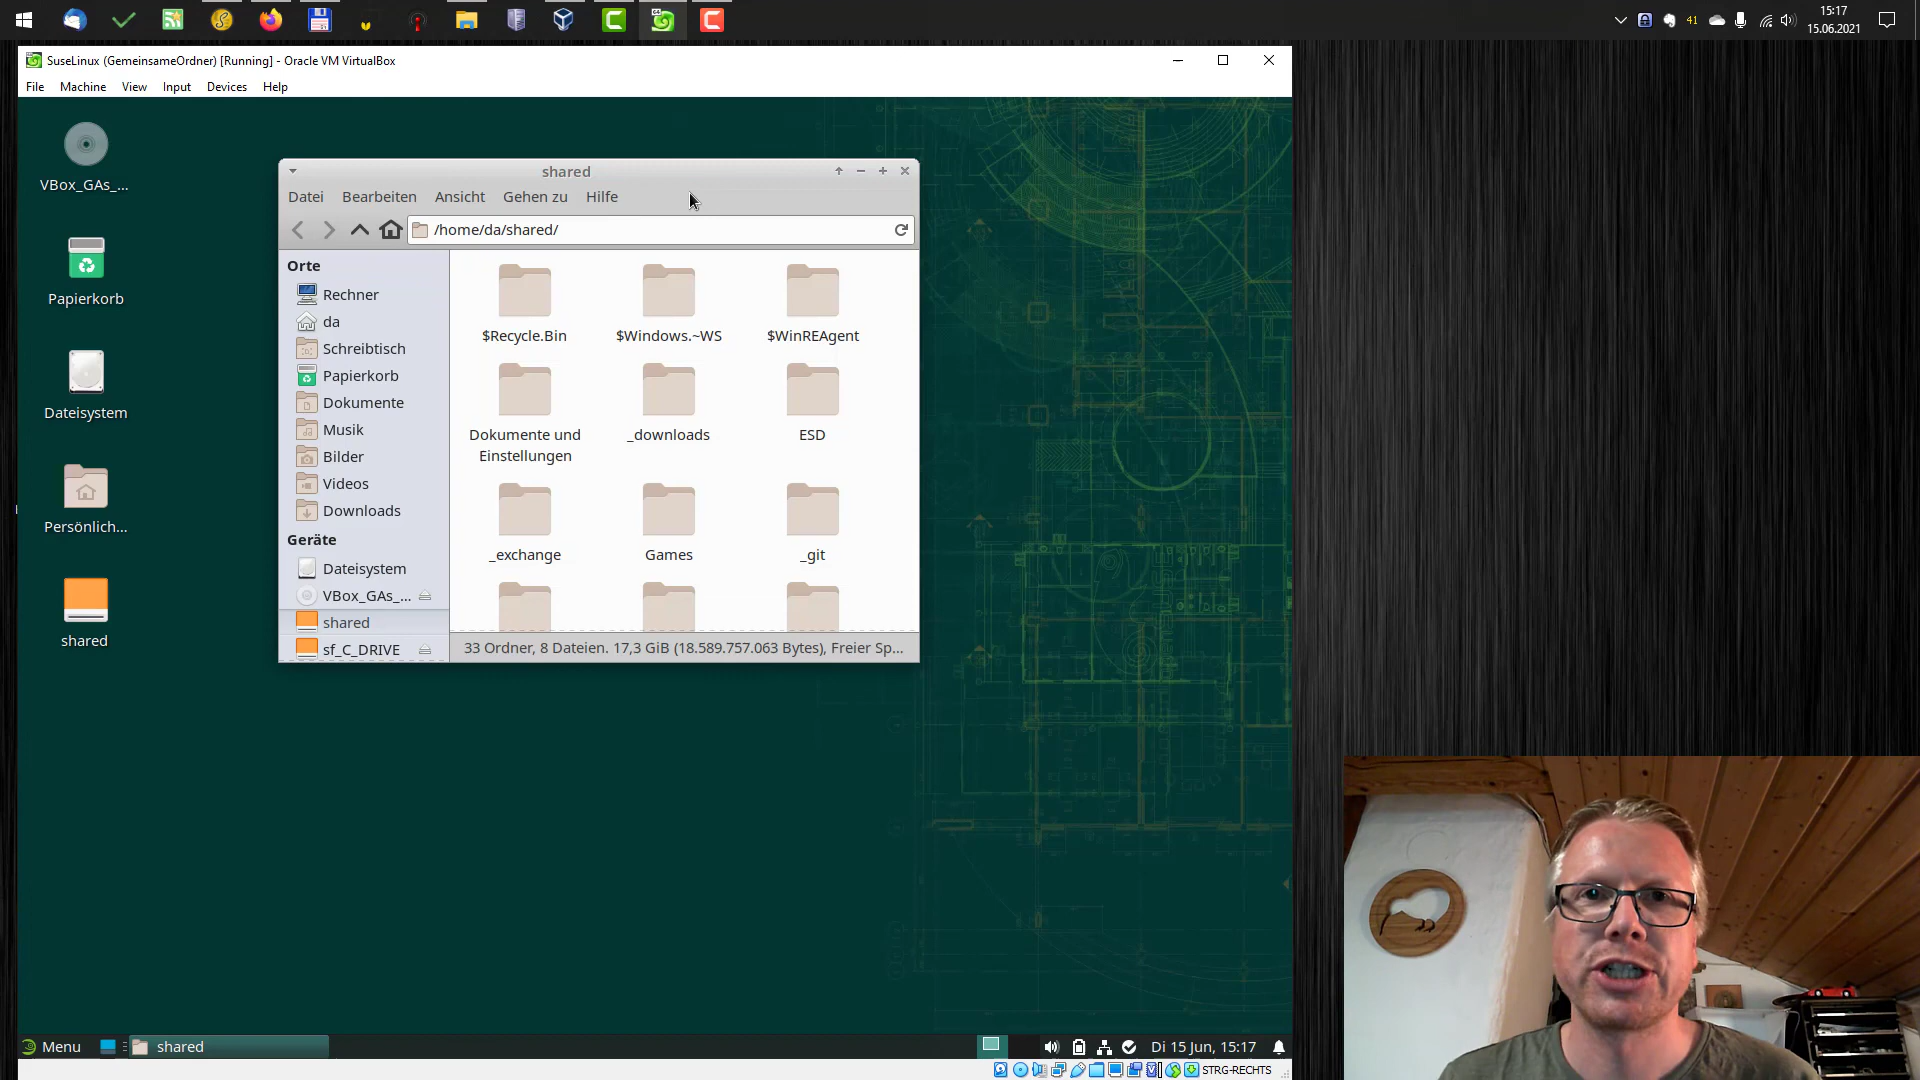 41
15:17
15.06.2021
SuseLinux (GemeinsameOrdner) [Running] - Oracle VM VirtualBox
File Machine View Input Devices Help
VBox_GAs_...
Papierkorb
Dateisystem
Persönlich...
shared
shared
Datei Bearbeiten Ansicht Gehen zu Hilfe
/home/da/shared/
Orte
Rechner
da
Schreibtisch
Papierkorb
Dokumente
Musik
Bilder
Videos
Downloads
Geräte
Dateisystem
VBox_GAs_...
shared
sf_C_DRIVE
$Recycle.Bin
$Windows.~WS
$WinREAgent
Dokumente und
Einstellungen
_downloads
ESD
_exchange
Games
_git
33 Ordner, 8 Dateien. 17,3 GiB (18.589.757.063 Bytes), Freier Sp...
Menu
shared
Di 15 Jun, 15:17
STRG-RECHTS